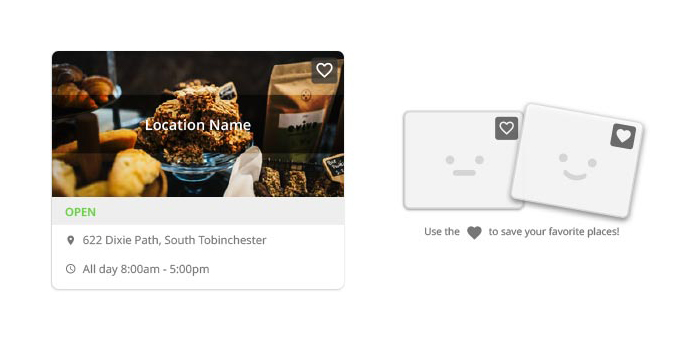 Location Name
OPEN
622 Dixie Path, South Tobinchester
All day 8:00am - 5:00pm
Use the to save your favorite places!